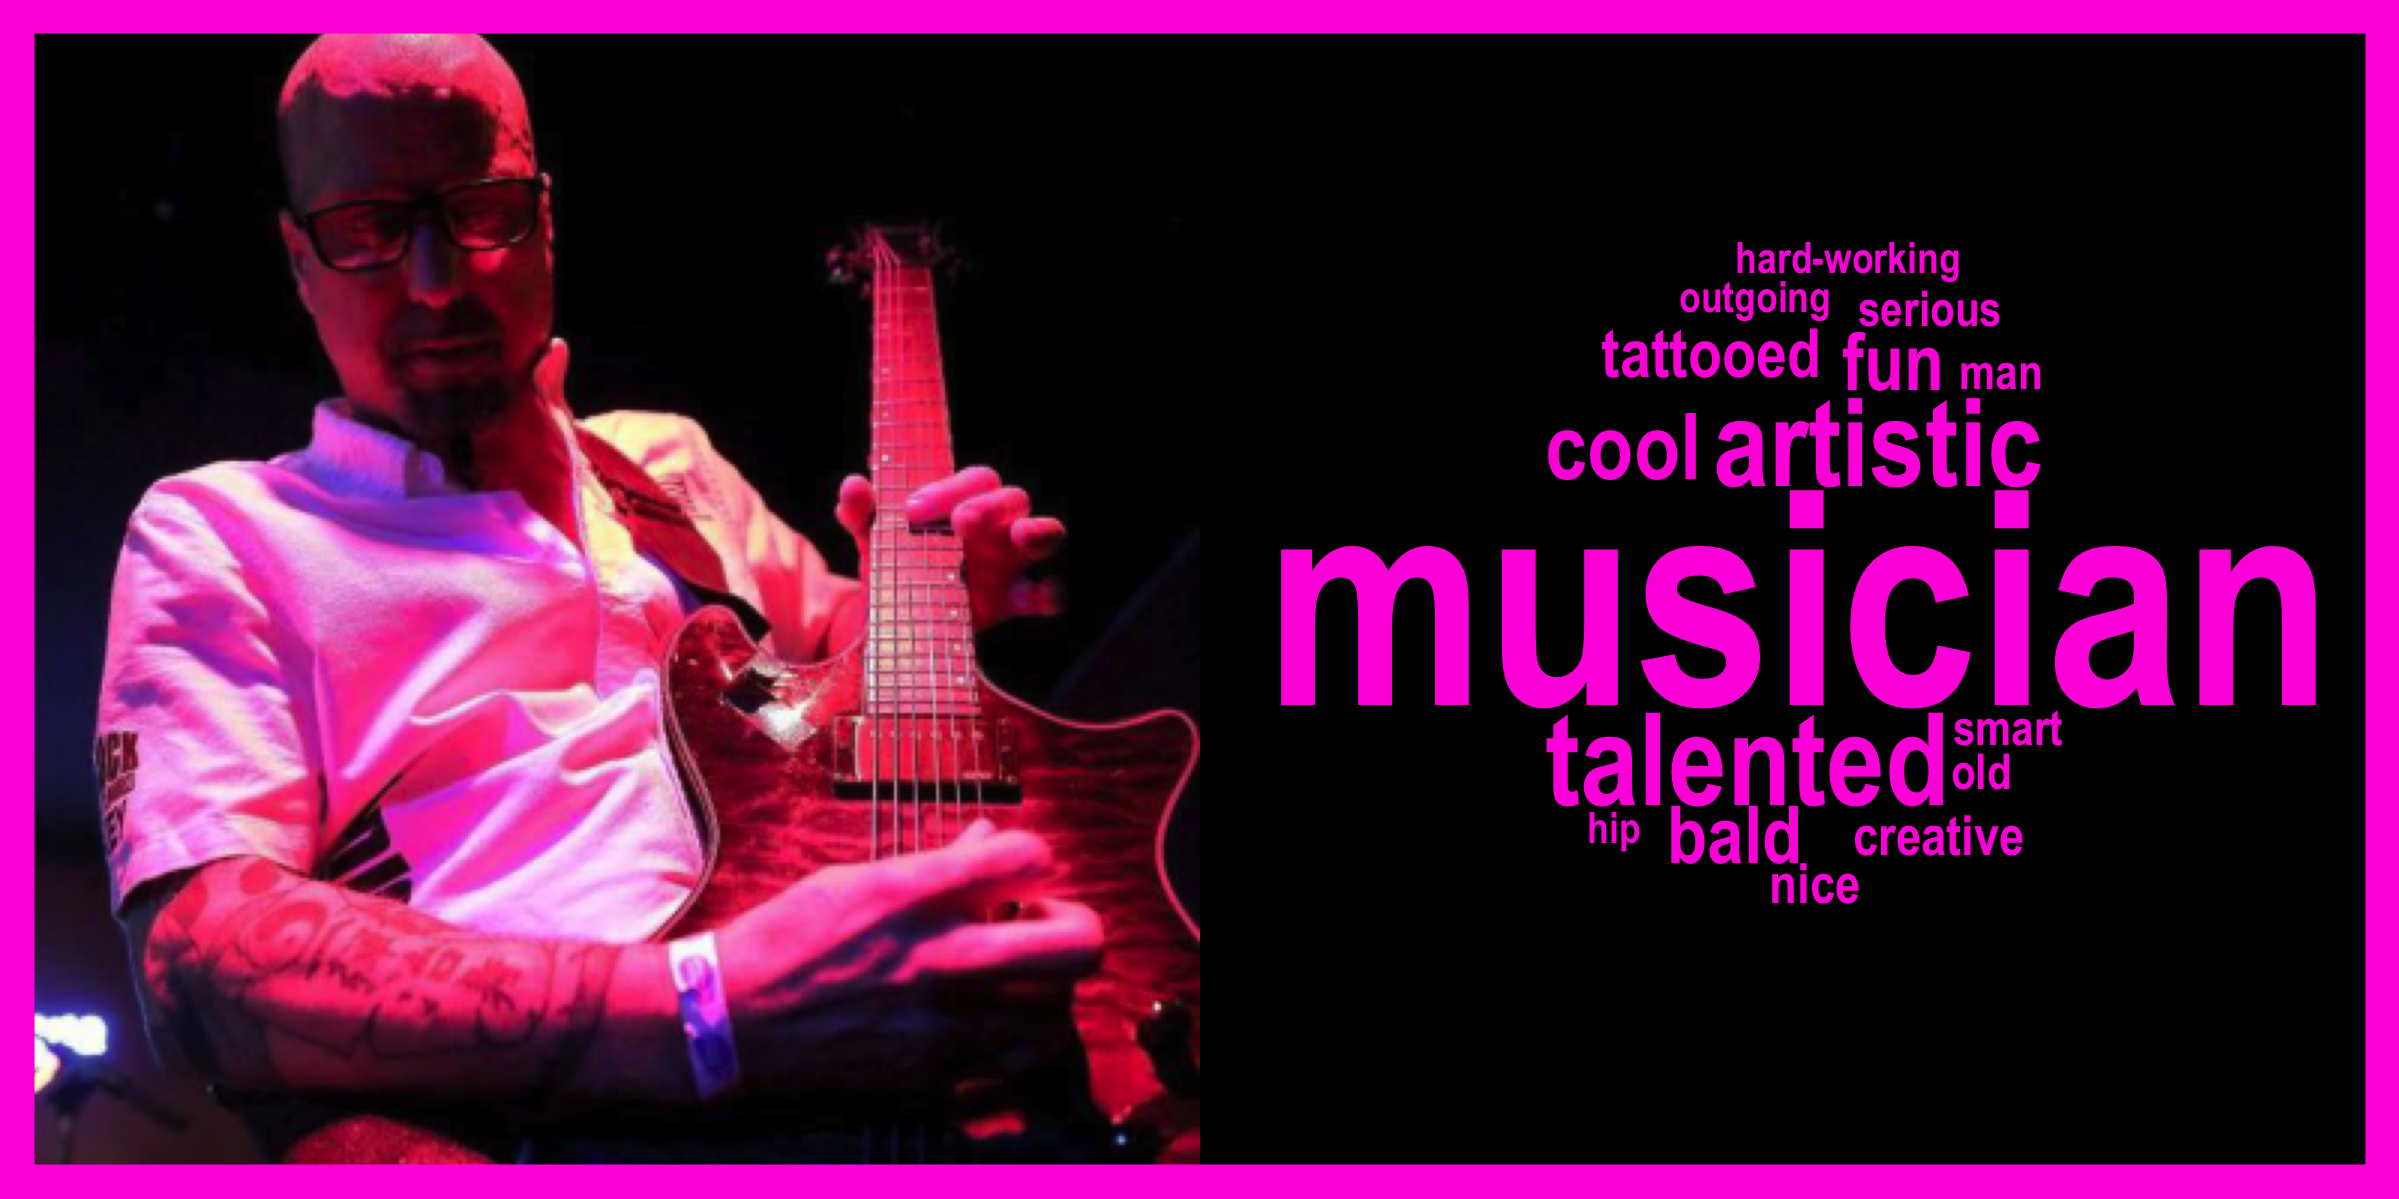 hard-working
outgoing serious
tattooed fun man
cool artistic
musician
talented smart
old
hip bald creative
nice